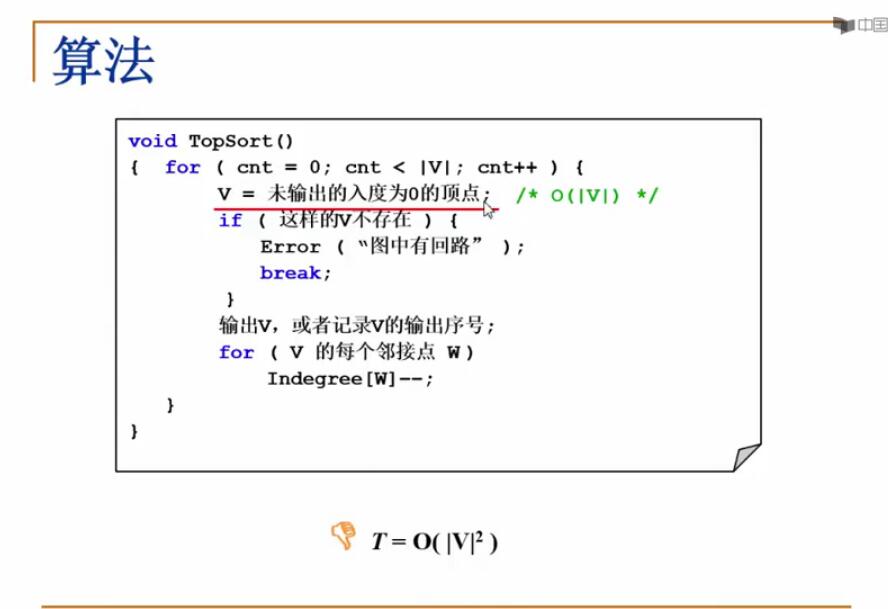 中国
算法
void TopSort()
{ for ( cnt = 0; cnt < |V|; cnt++ ) {
V = 未输出的入度为0的顶点; /* O(|V|) */
if ( 这样的V不存在 ) {
Error ( “图中有回路” );
break;
}
输出V，或者记录V的输出序号;
for ( V 的每个邻接点 W )
Indegree[W]--;
}
}
T = O( |V|² )